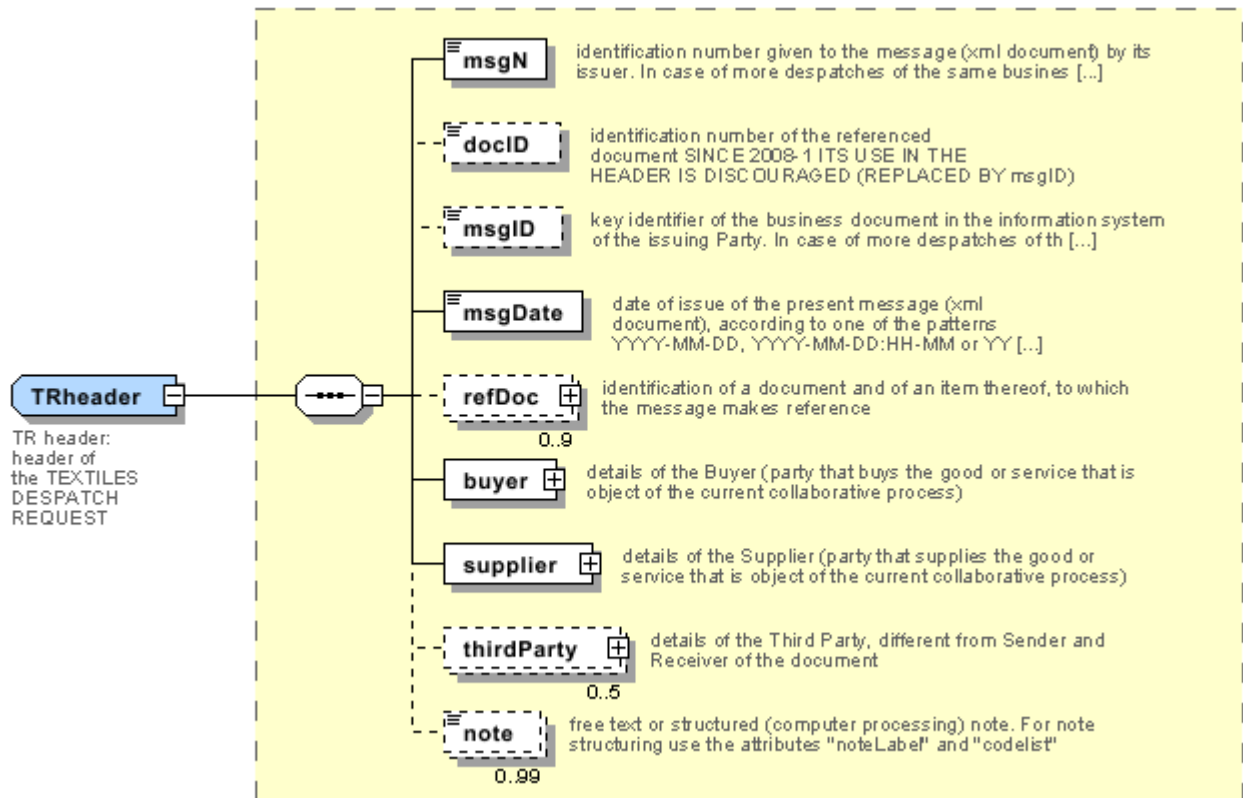 msgN
identification number given to the message (xml document) by its
issuer. In case of more despatches of the same busines [...]
docID
identification number of the referenced
document SINCE 2008-1 ITS USE IN THE
HEADER IS DISCOURAGED (REPLACED BY msgID)
msgID
key identifier of the business document in the information system
of the issuing Party. In case of more despatches of th [...]
msgDate
date of issue of the present message (xml
document), according to one of the patterns
YYYY-MM-DD, YYYY-MM-DD:HH-MM or YY [...]
TRheader
TR header:
header of
the TEXTILES
DESPATCH
REQUEST
refDoc
0..9
identification of a document and of an item thereof, to which
the message makes reference
buyer
details of the Buyer (party that buys the good or service that is
object of the current collaborative process)
supplier
details of the Supplier (party that supplies the good or
service that is object of the current collaborative process)
thirdParty
0..5
details of the Third Party, different from Sender and
Receiver of the document
note
0..99
free text or structured (computer processing) note. For note
structuring use the attributes "noteLabel" and "codelist"